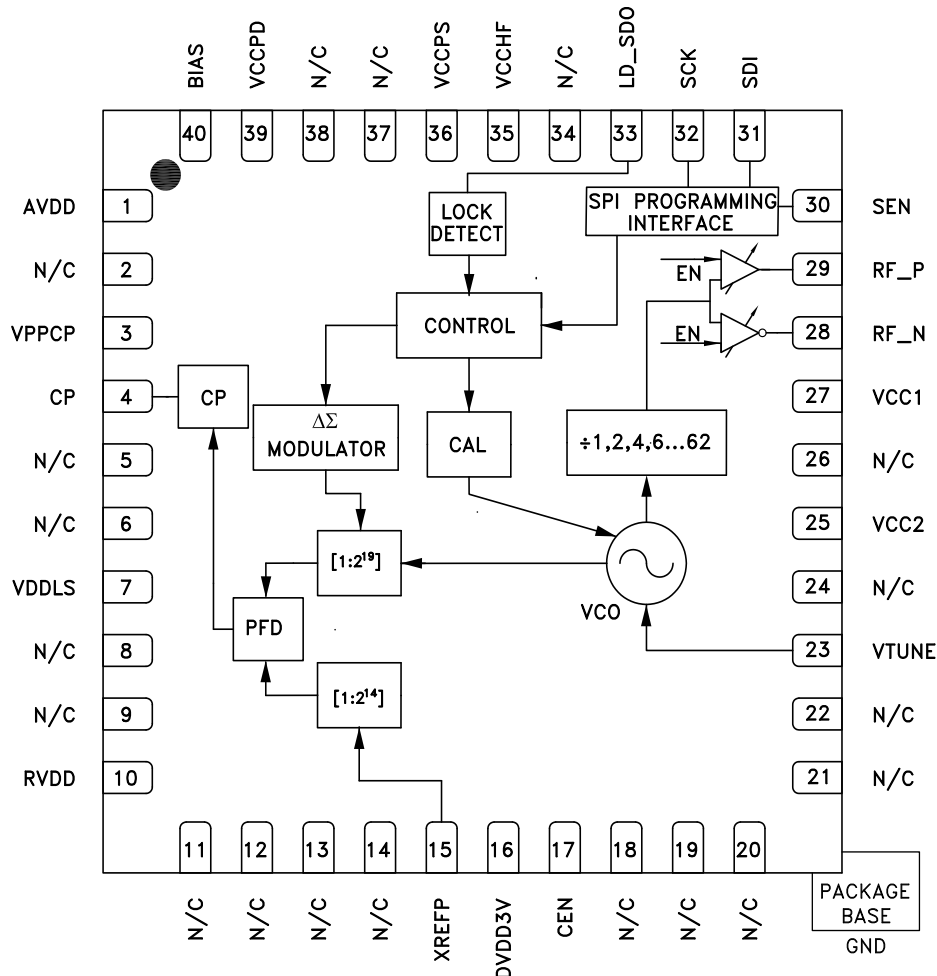 BIAS
VCCPD
N/C
N/C
VCCPS
VCCHF
N/C
LD_SDO
SCK
SDI
40
39
38
37
36
35
34
33
32
31
AVDD 1
N/C 2
VPPCP 3
CP 4
N/C 5
N/C 6
VDDLS 7
N/C 8
N/C 9
RVDD 10
LOCK
DETECT
SPI PROGRAMMING
INTERFACE
CONTROL
EN
EN
CP
ΔΣ
MODULATOR
CAL
÷1,2,4,6...62
[1:2¹⁹]
VCO
PFD
[1:2¹⁴]
30 SEN
29 RF_P
28 RF_N
27 VCC1
26 N/C
25 VCC2
24 N/C
23 VTUNE
22 N/C
21 N/C
11
12
13
14
15
16
17
18
19
20
N/C
N/C
N/C
N/C
XREFP
DVDD3V
CEN
N/C
N/C
N/C
PACKAGE
BASE
GND